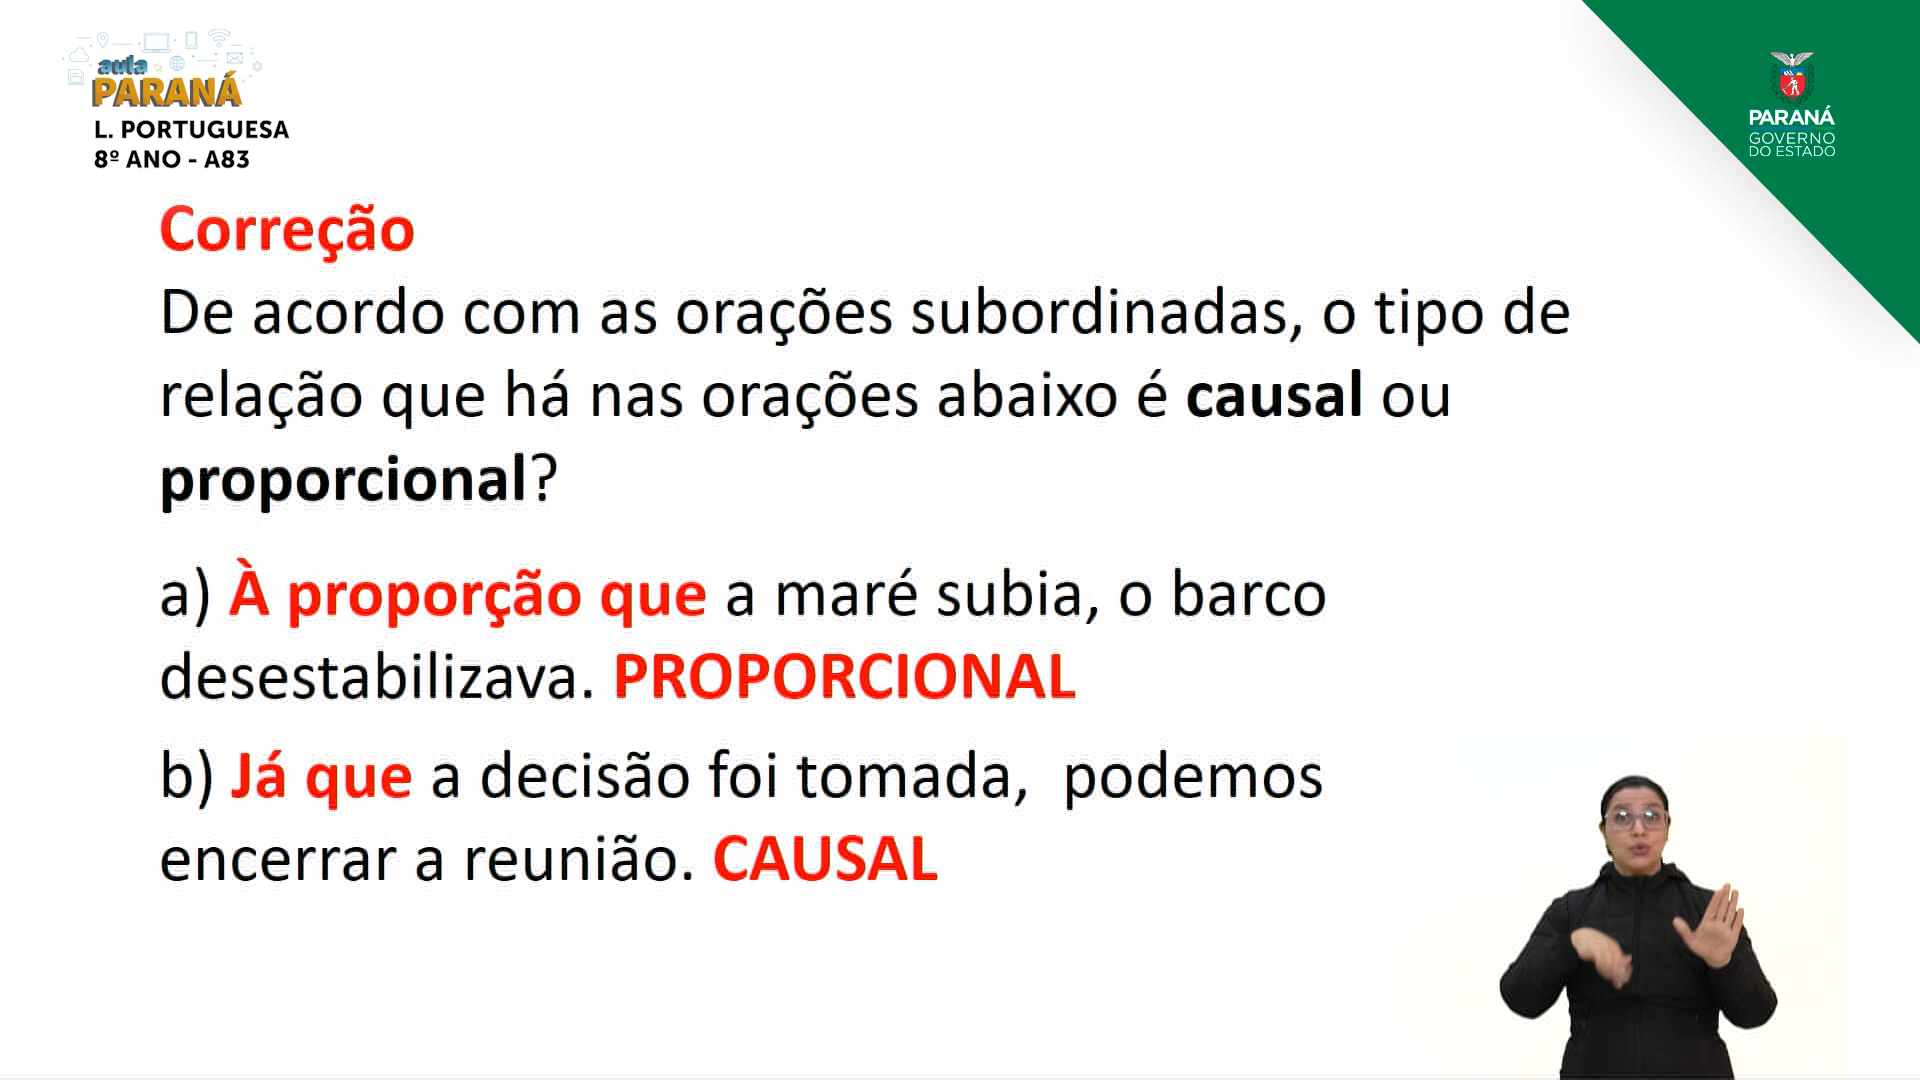 aula
PARANÁ
L. PORTUGUESA
8º ANO - A83
PARANÁ
GOVERNO
DO ESTADO
Correção
De acordo com as orações subordinadas, o tipo de
relação que há nas orações abaixo é causal ou
proporcional?
a) À proporção que a maré subia, o barco
desestabilizava. PROPORCIONAL
b) Já que a decisão foi tomada,  podemos
encerrar a reunião. CAUSAL